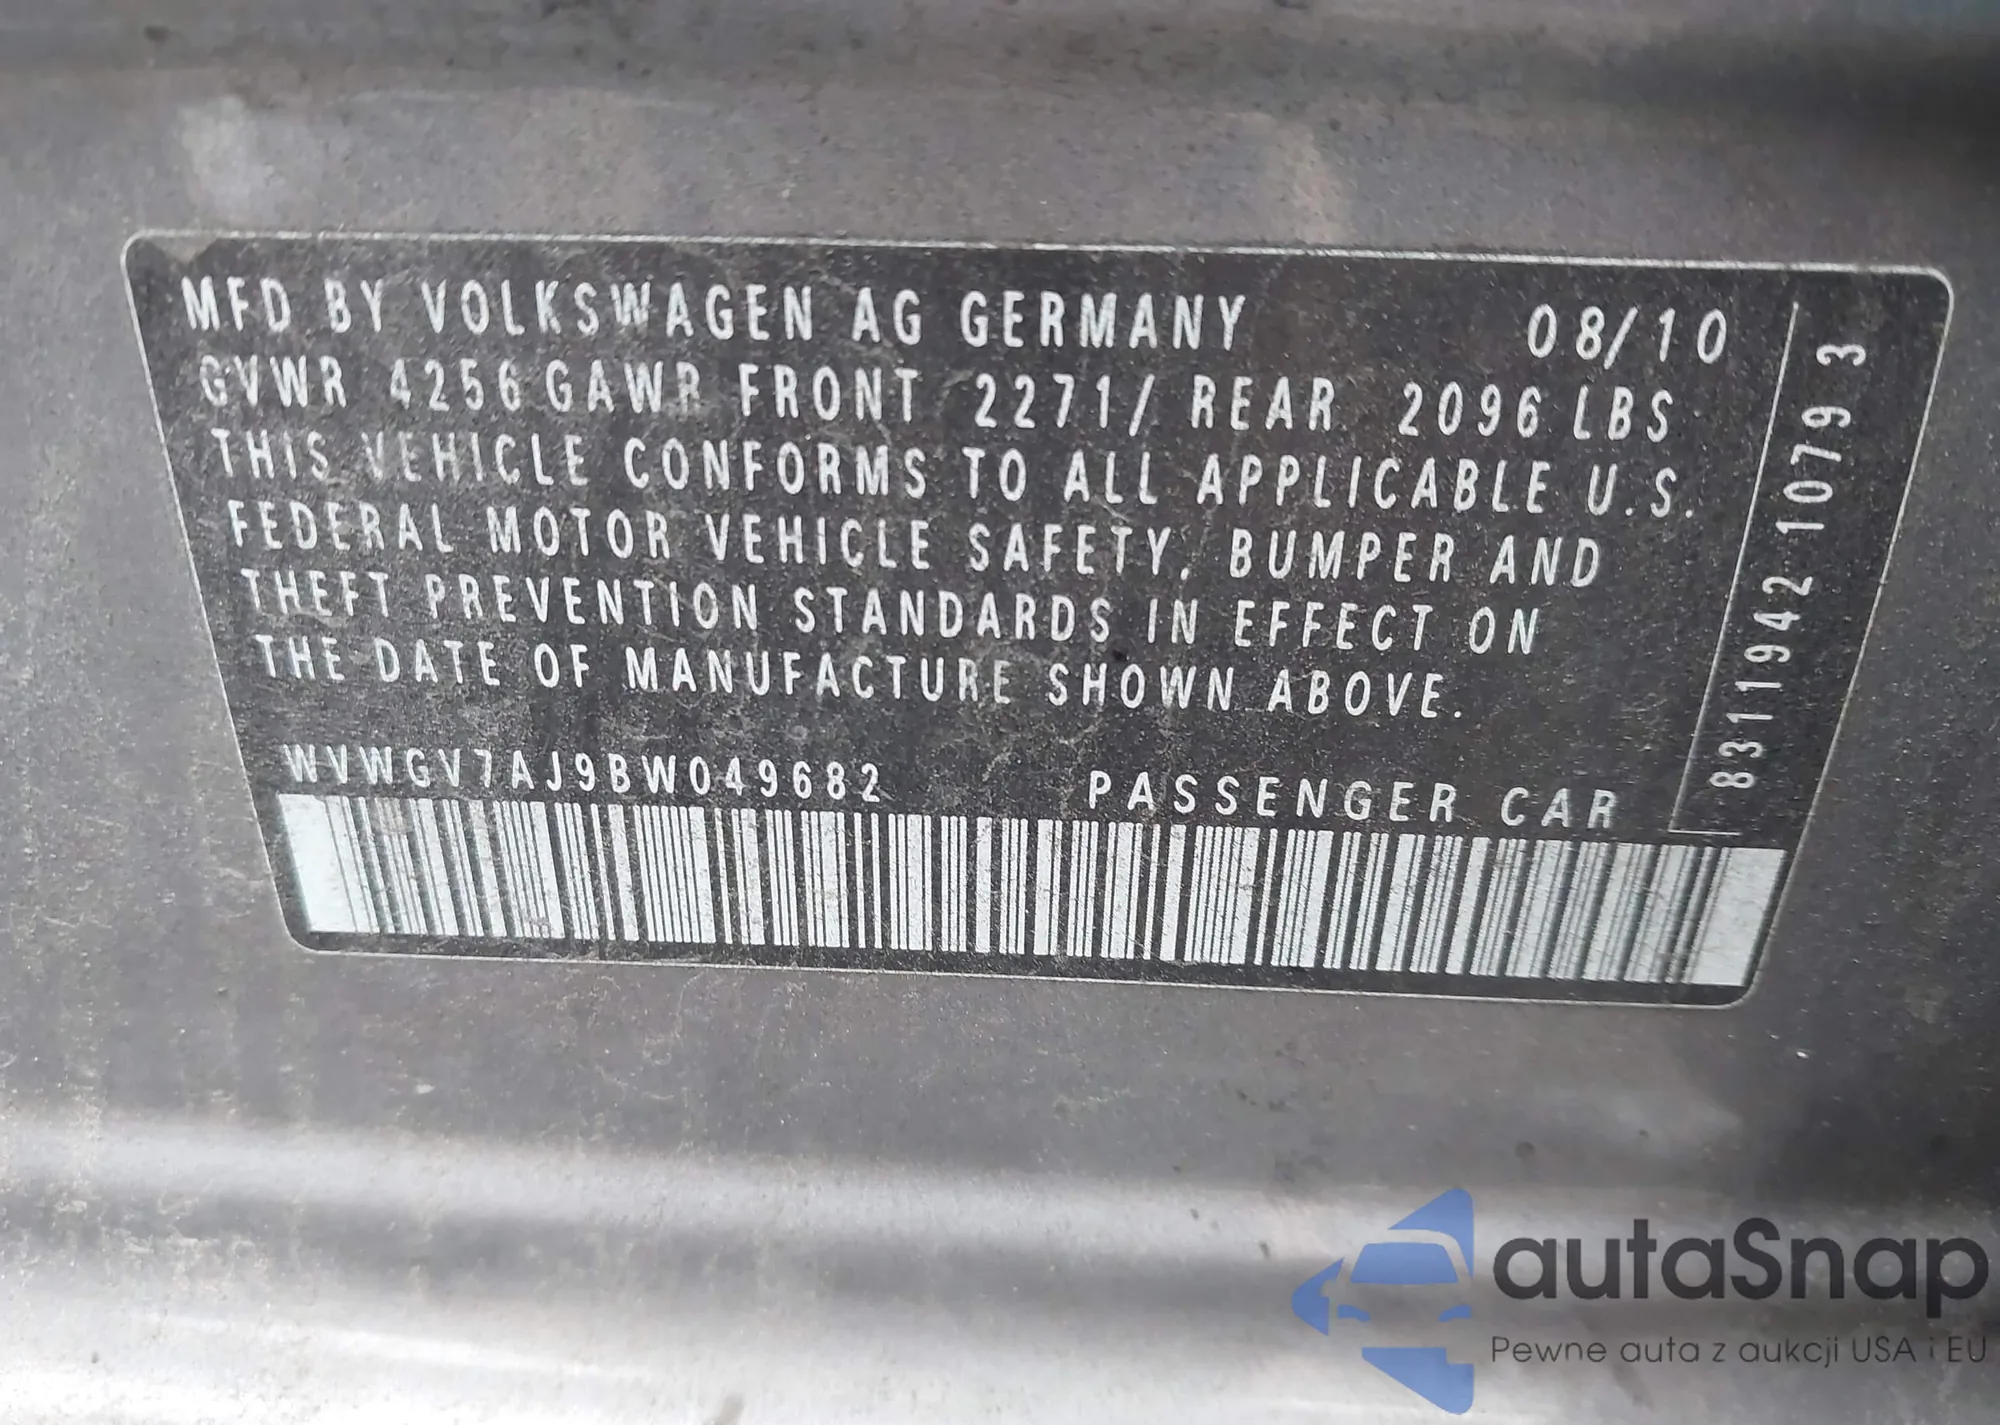 MFD BY VOLKSWAGEN AG GERMANY 08/10
GVWR 4256 GAWR FRONT 2271/ REAR 2096 LBS
THIS VEHICLE CONFORMS TO ALL APPLICABLE U.S.
FEDERAL MOTOR VEHICLE SAFETY, BUMPER AND
THEFT PREVENTION STANDARDS IN EFFECT ON
THE DATE OF MANUFACTURE SHOWN ABOVE.
WVWGV7AJ9BW049682 PASSENGER CAR
8311942 1079 3
autaSnap
Pewne auta z aukcji USA i EU